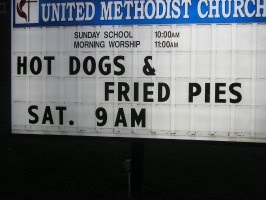 UNITED METHODIST CHURCH
SUNDAY SCHOOL 10:00AM
MORNING WORSHIP 11:00AM
HOT DOGS &
FRIED PIES
SAT. 9 AM